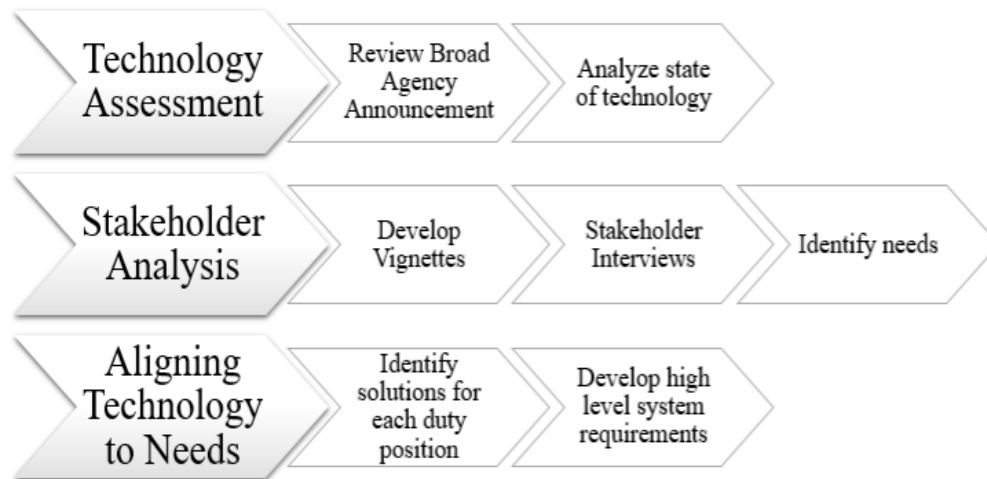 Technology
Assessment
Review Broad
Agency
Announcement
Analyze state
of technology
Stakeholder
Analysis
Develop
Vignettes
Stakeholder
Interviews
Identify needs
Aligning
Technology
to Needs
Identify
solutions for
each duty
position
Develop high
level system
requirements